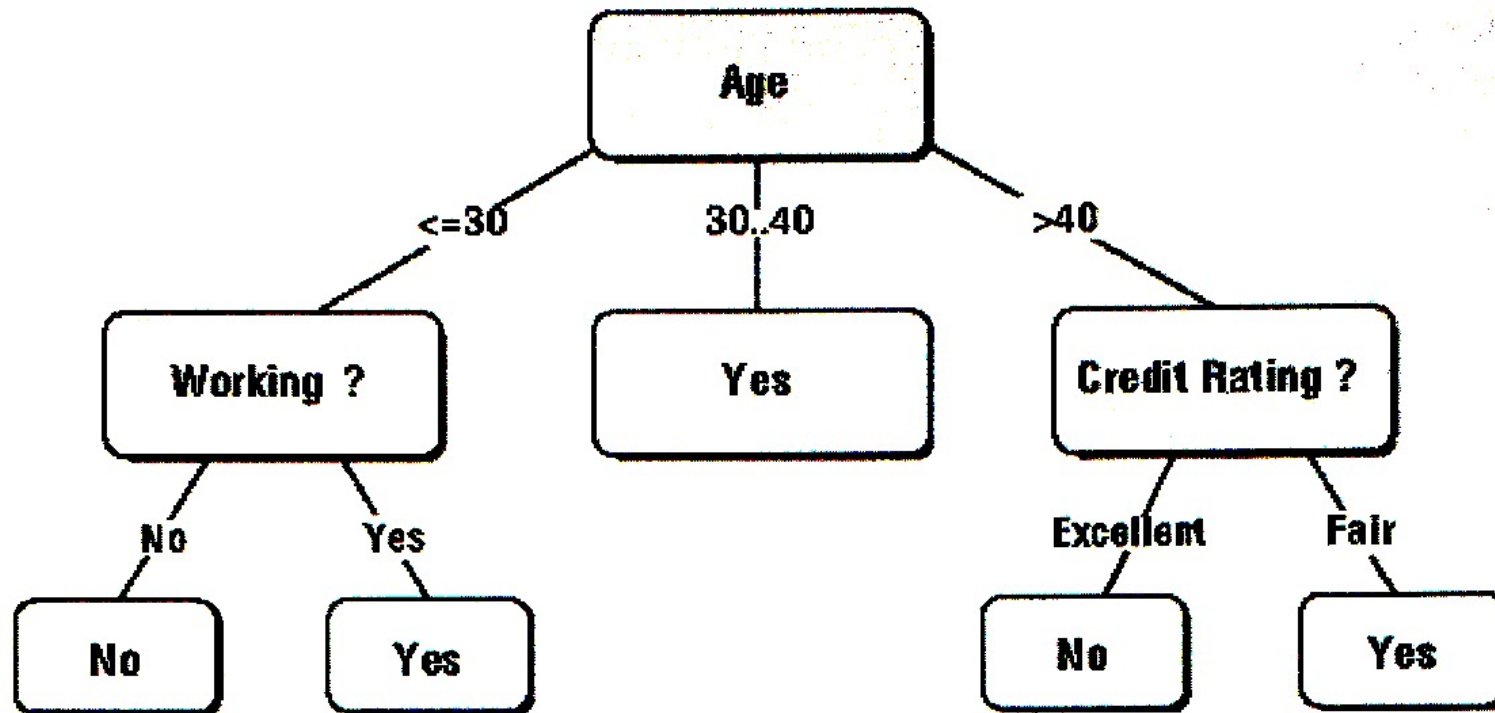 Age
<=30 30..40 >40
Working ? Yes Credit Rating ?
No Yes Excellent Fair
No Yes No Yes